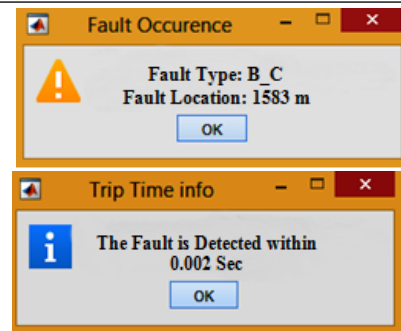 Fault Occurence
Fault Type: B_C
Fault Location: 1583 m
OK
Trip Time info
The Fault is Detected within
0.002 Sec
OK